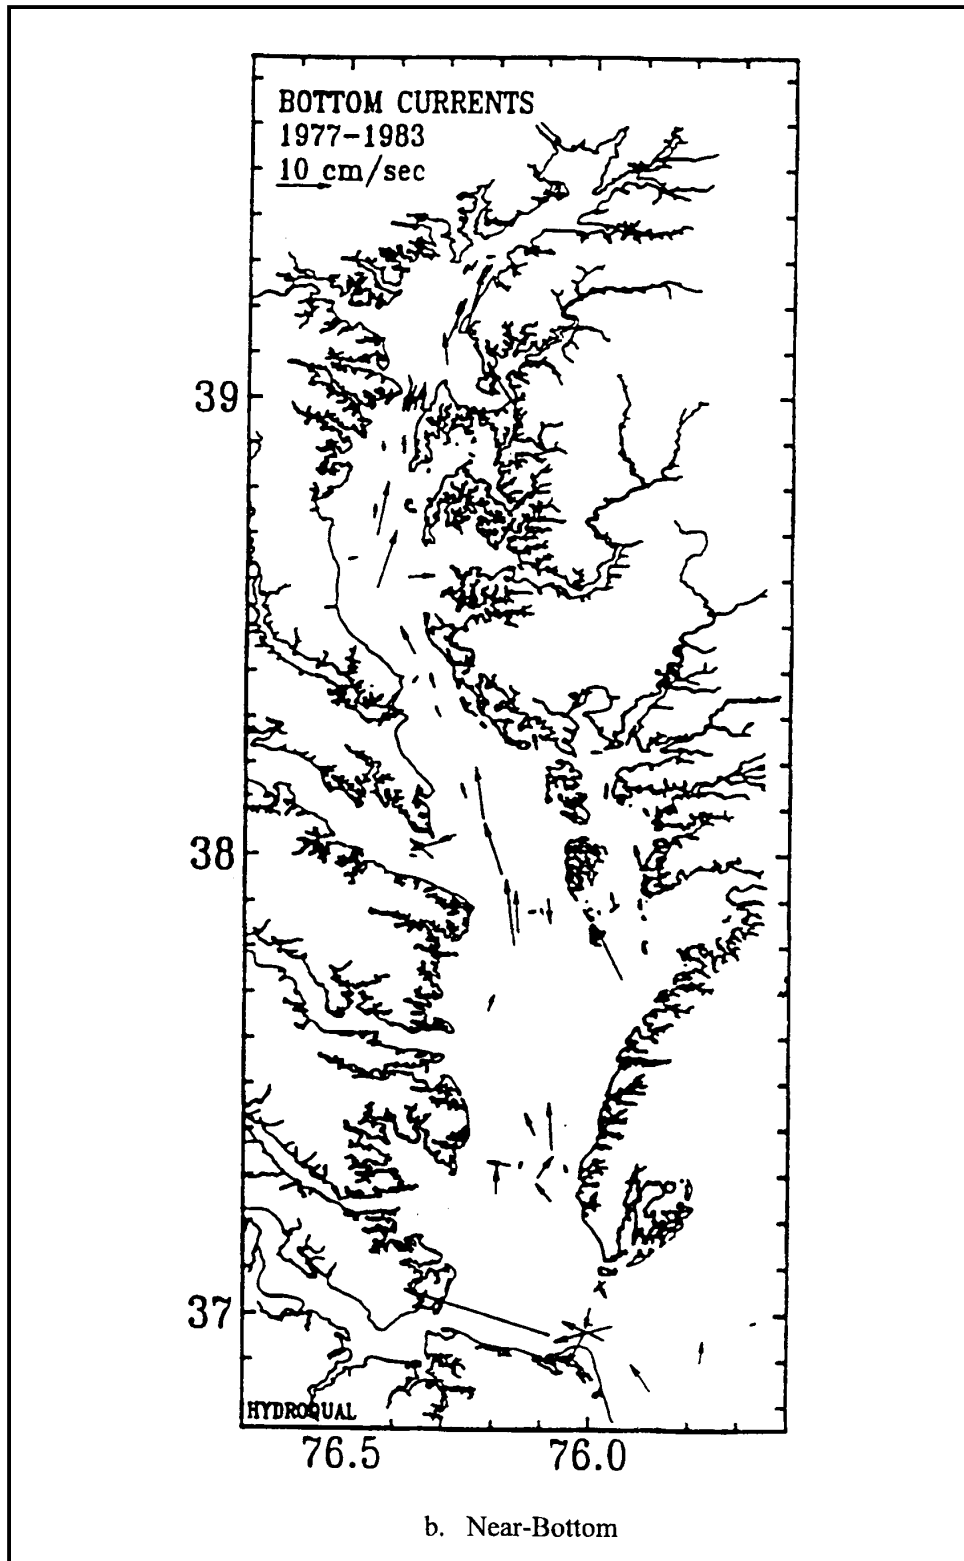 BOTTOM CURRENTS
1977-1983
10 cm/sec
39
38
37
HYDROQUAL
76.5
76.0
b. Near-Bottom